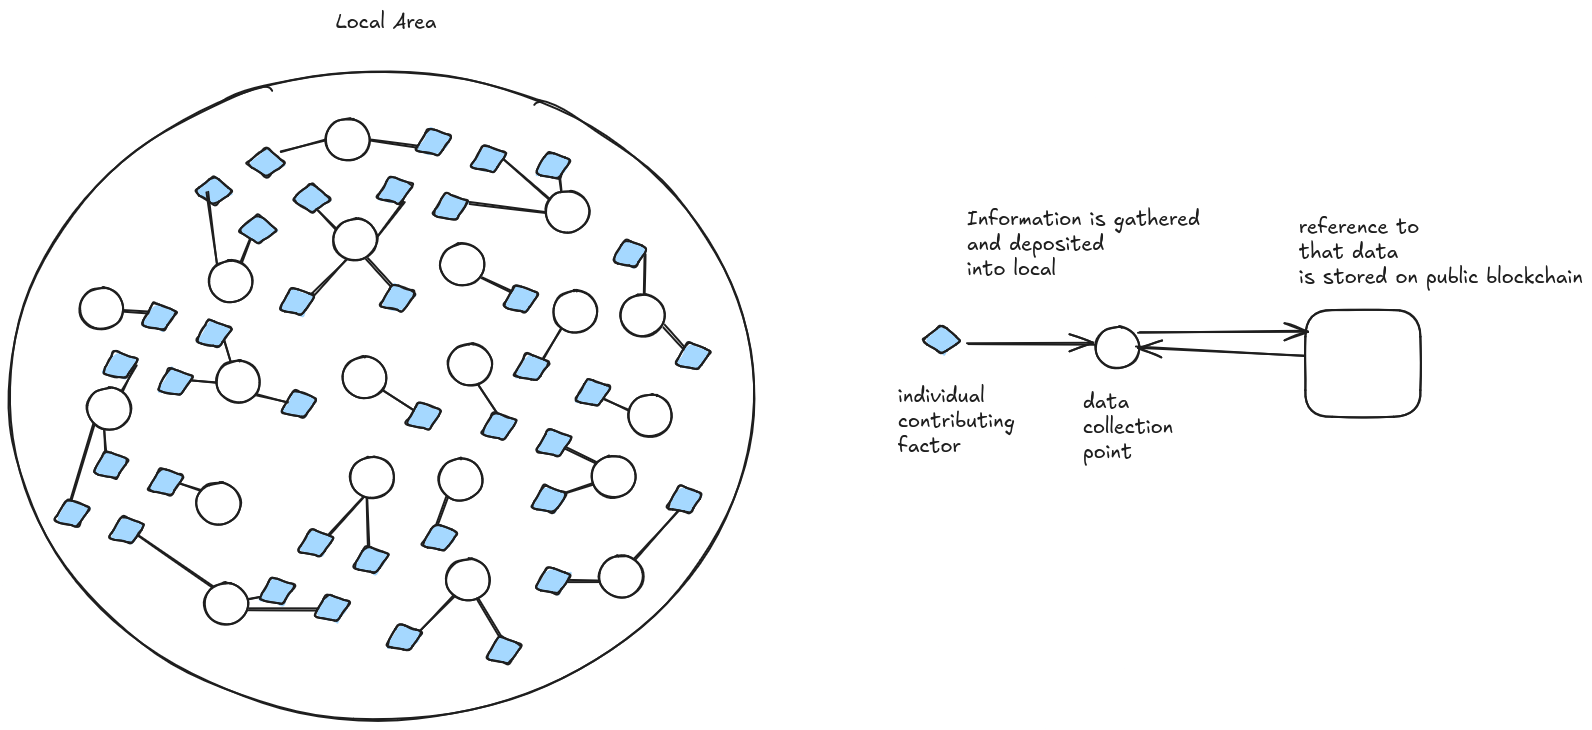 Local Area
Information is gathered
and deposited
into local
reference to
that data
is stored on public blockchain
individual
contributing
factor
data
collection
point